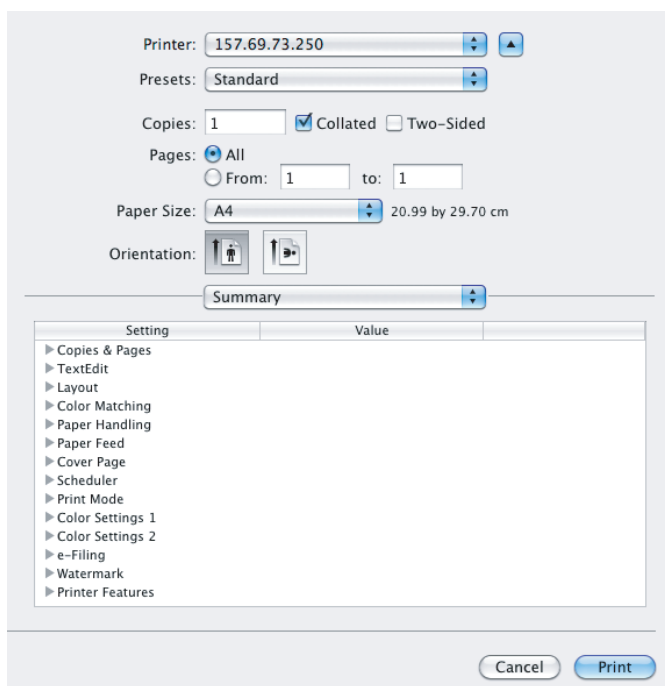 Printer: 157.69.73.250
Presets: Standard
Copies: 1 Collated Two-Sided
Pages: All
From: 1 to: 1
Paper Size: A4 20.99 by 29.70 cm
Orientation:
Summary
Setting Value
Copies & Pages
TextEdit
Layout
Color Matching
Paper Handling
Paper Feed
Cover Page
Scheduler
Print Mode
Color Settings 1
Color Settings 2
e-Filing
Watermark
Printer Features
Cancel Print